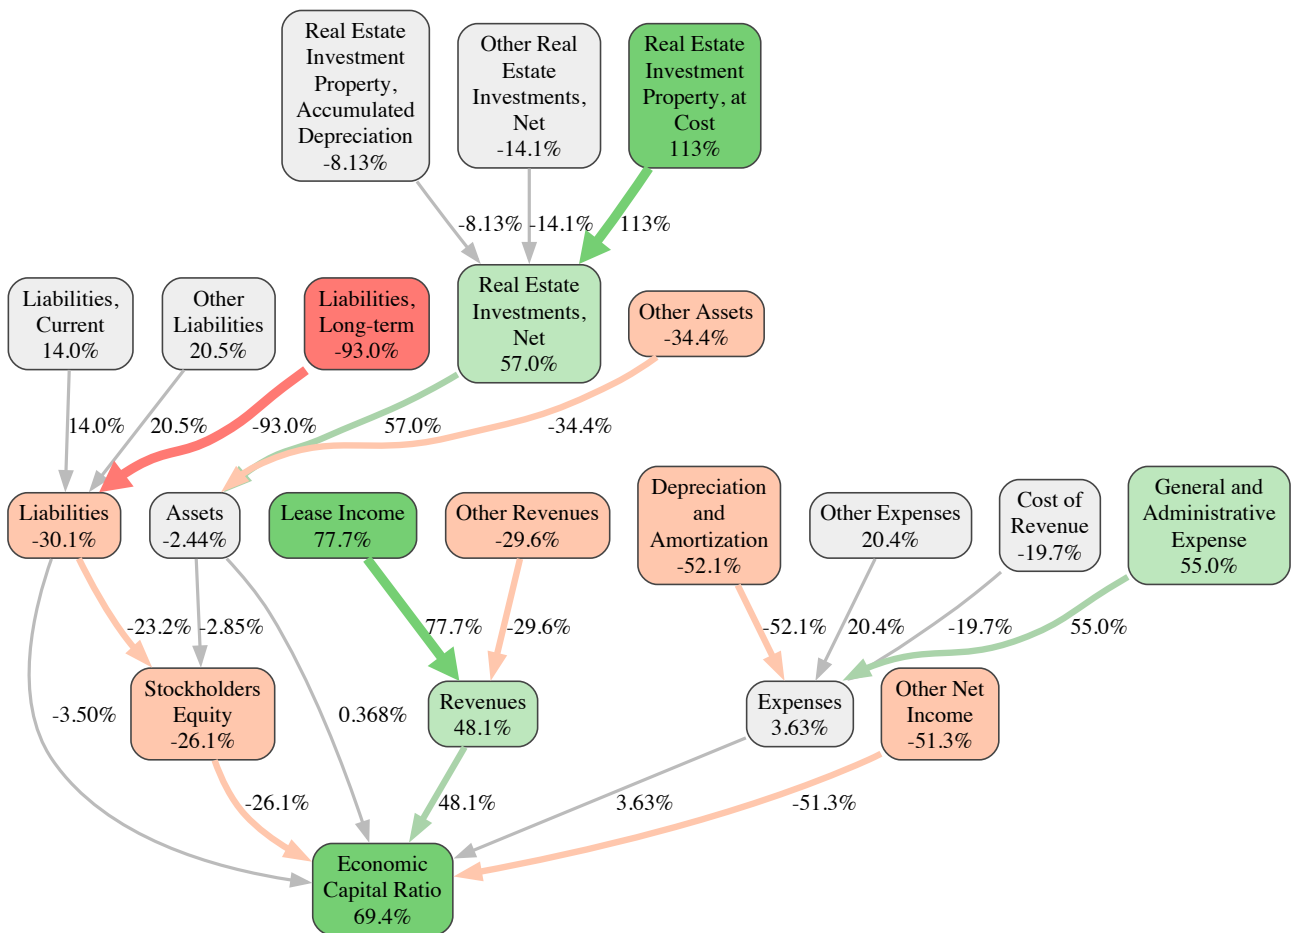 Real Estate
Investment
Property,
Accumulated
Depreciation
-8.13%
Other Real
Estate
Investments,
Net
-14.1%
Real Estate
Investment
Property, at
Cost
113%
-8.13%
-14.1%
113%
Liabilities,
Current
14.0%
Other
Liabilities
20.5%
Liabilities,
Long-term
-93.0%
Real Estate
Investments,
Net
57.0%
Other Assets
-34.4%
14.0%
20.5%
-93.0%
57.0%
-34.4%
Liabilities
-30.1%
Assets
-2.44%
Lease Income
77.7%
Other Revenues
-29.6%
Depreciation
and
Amortization
-52.1%
Other Expenses
20.4%
Cost of
Revenue
-19.7%
General and
Administrative
Expense
55.0%
-23.2%
-2.85%
77.7%
-29.6%
-52.1%
20.4%
-19.7%
55.0%
-3.50%
Stockholders
Equity
-26.1%
0.368%
Revenues
48.1%
Expenses
3.63%
Other Net
Income
-51.3%
-26.1%
48.1%
3.63%
-51.3%
Economic
Capital Ratio
69.4%